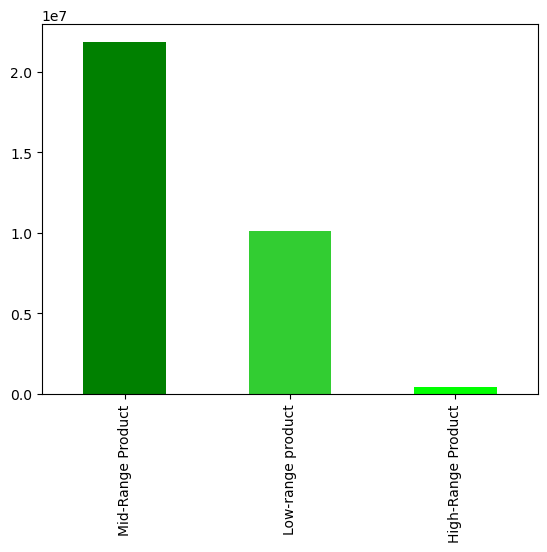 1e7
2.0
1.5
1.0
0.5
0.0
Mid-Range Product
Low-range product
High-Range Product